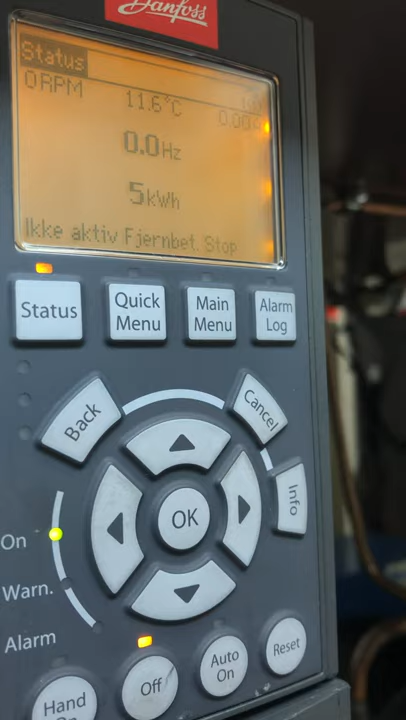 Danfoss
Status
0RPM 11.6°C
0.0Hz
5kWh
Ikke aktiv Fjernbet. Stop
Status
Quick
Menu
Main
Menu
Alarm
Log
Back
Cancel
Info
OK
On
Warn.
Alarm
Hand
Off
Auto
On
Reset